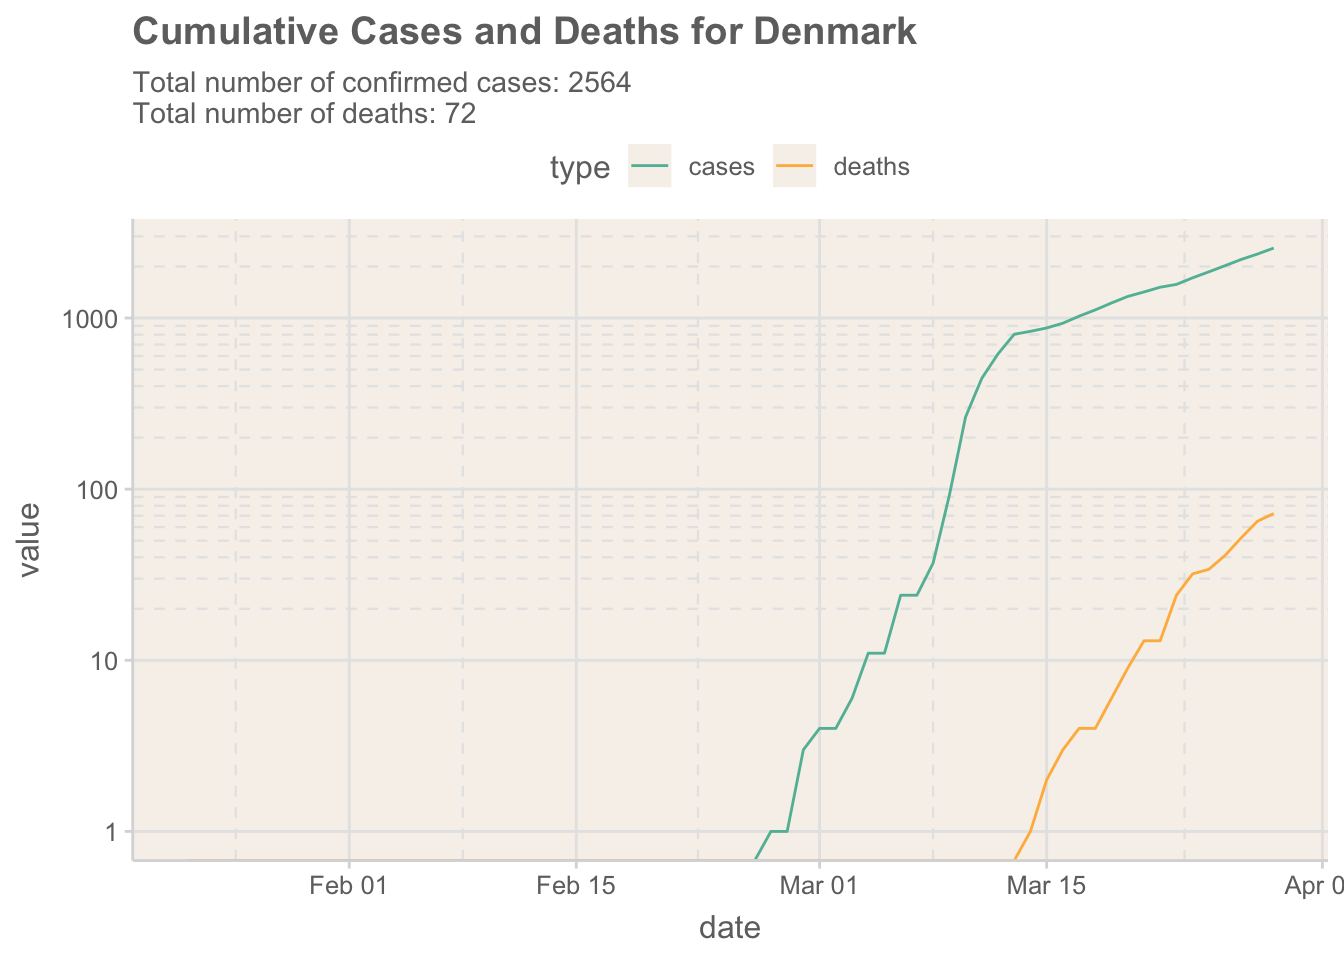 Cumulative Cases and Deaths for Denmark
Total number of confirmed cases: 2564
Total number of deaths: 72
type cases deaths
1000
100
10
1
value
Feb 01 Feb 15 Mar 01 Mar 15 Apr 0
date